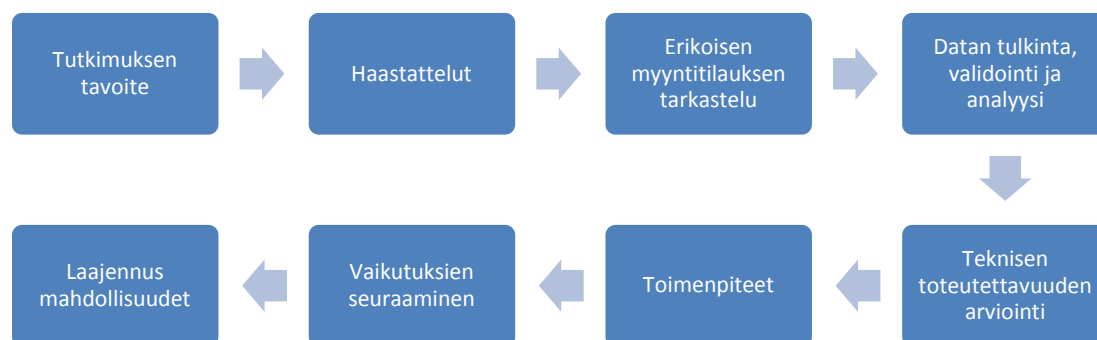 Tutkimuksen
tavoite
Haastattelut
Erikoisen
myyntitilauksen
tarkastelu
Datan tulkinta,
validointi ja
analyysi
Teknisen
toteutettavuuden
arviointi
Toimenpiteet
Vaikutuksien
seuraaminen
Laajennus
mahdollisuudet